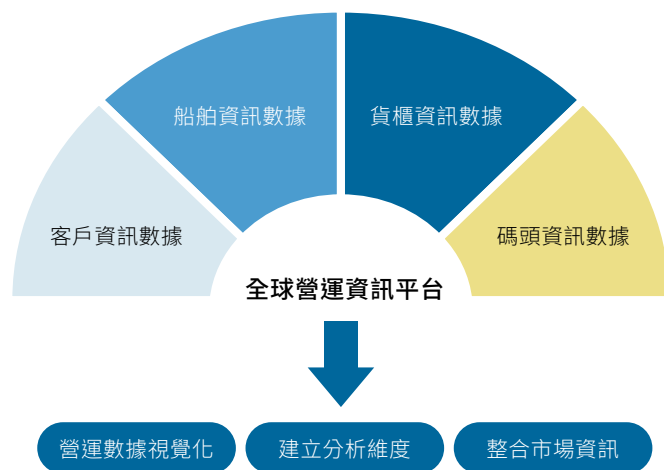 船舶資訊數據
貨櫃資訊數據
客戶資訊數據
碼頭資訊數據
全球營運資訊平台
營運數據視覺化
建立分析維度
整合市場資訊